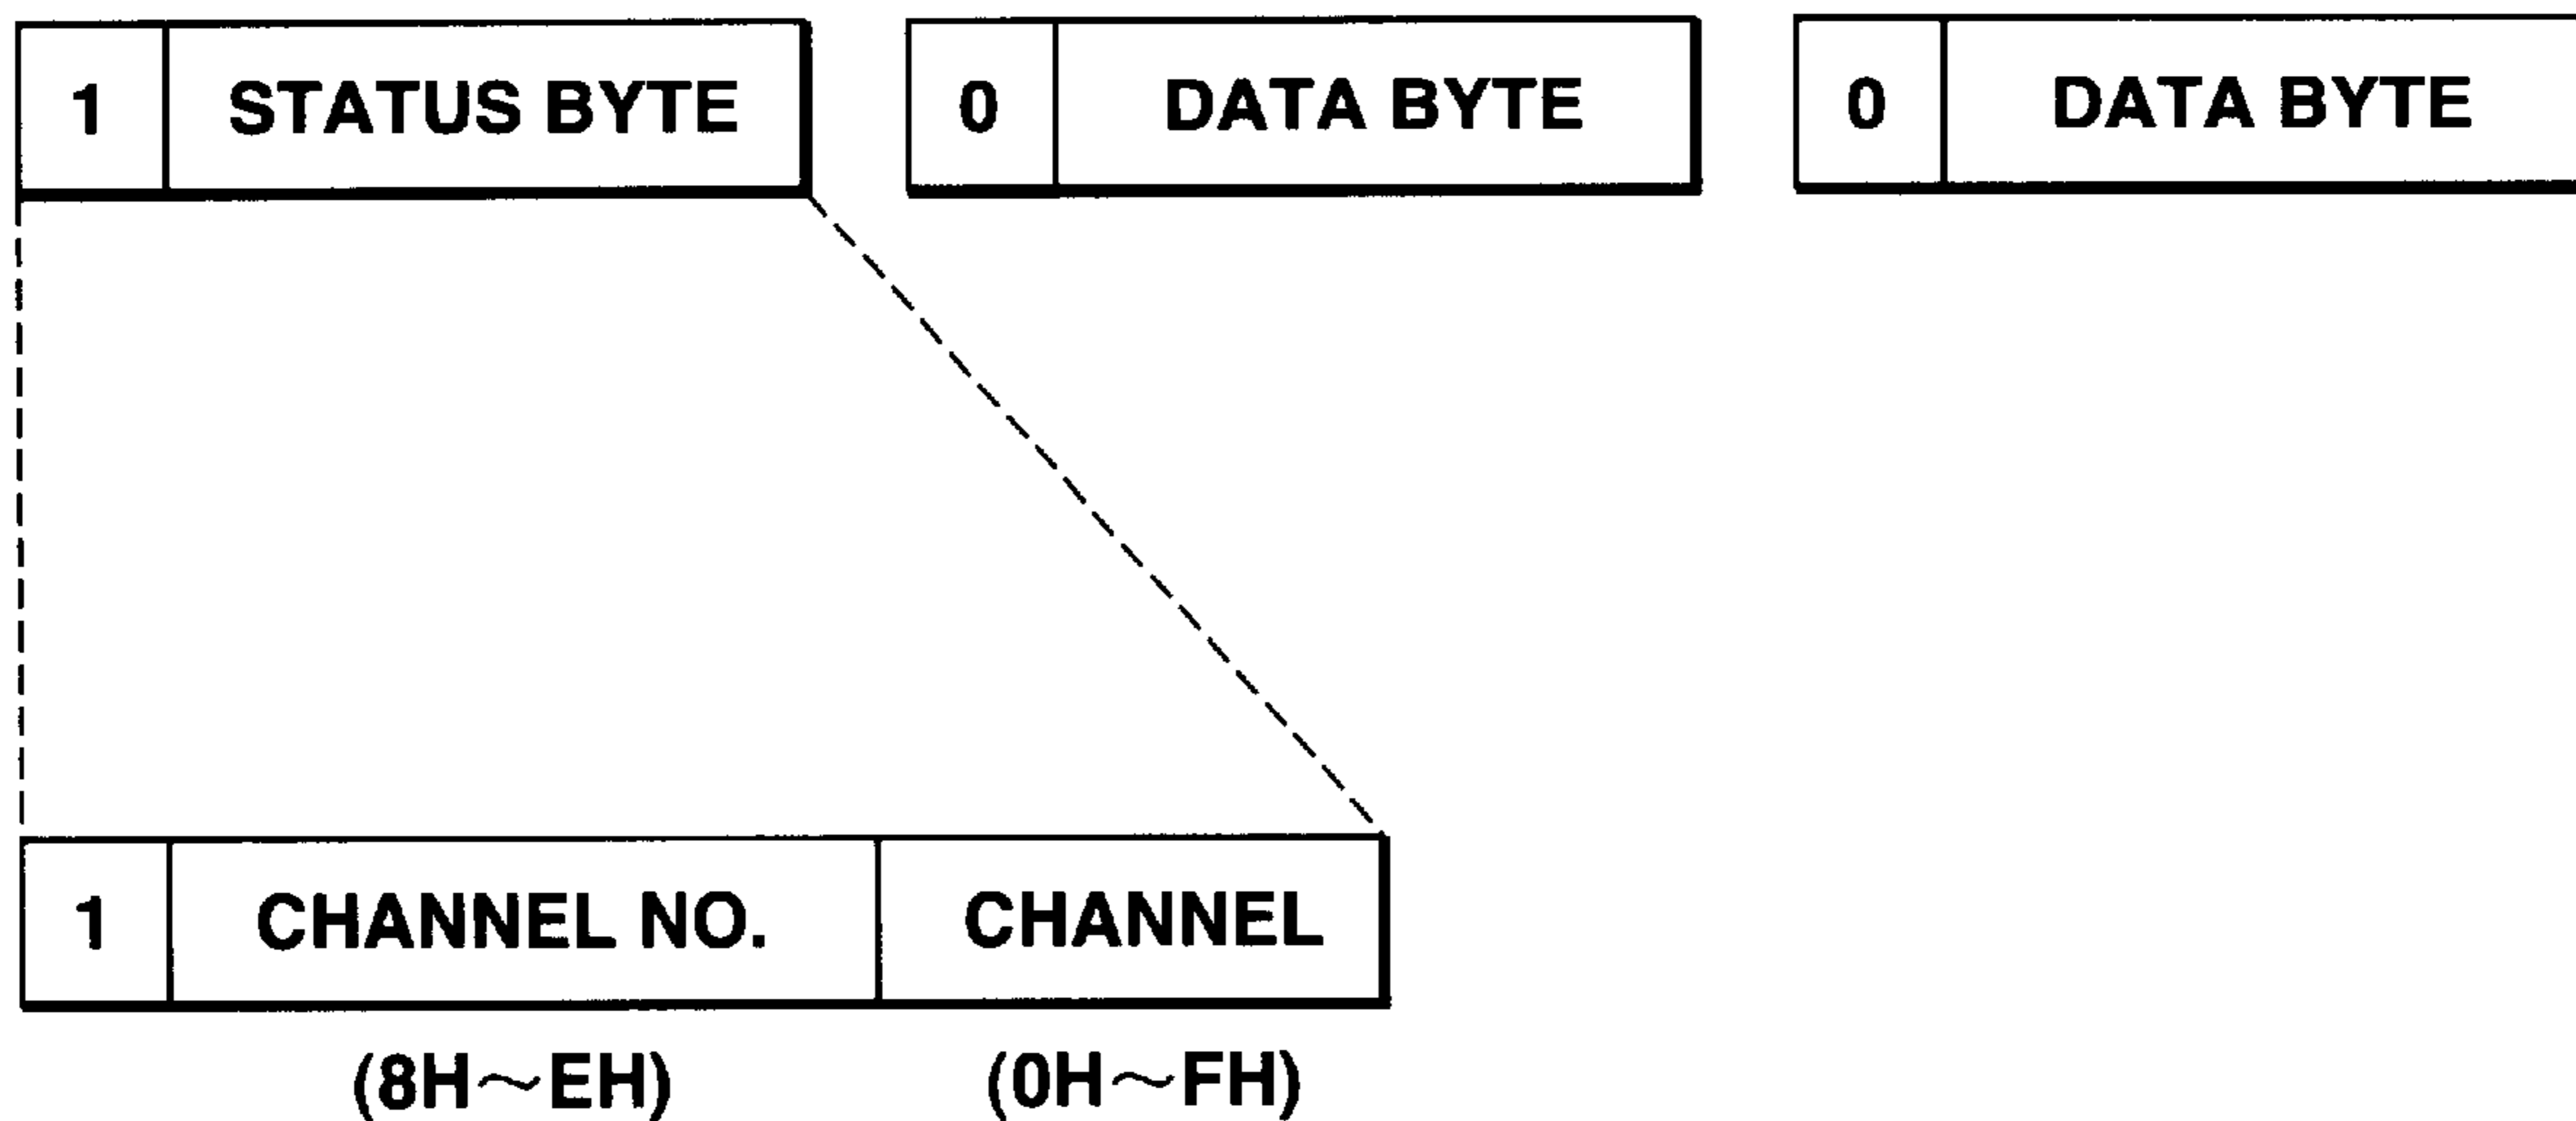 1 STATUS BYTE 0 DATA BYTE 0 DATA BYTE
1 CHANNEL NO. CHANNEL
(8H~EH) (0H~FH)